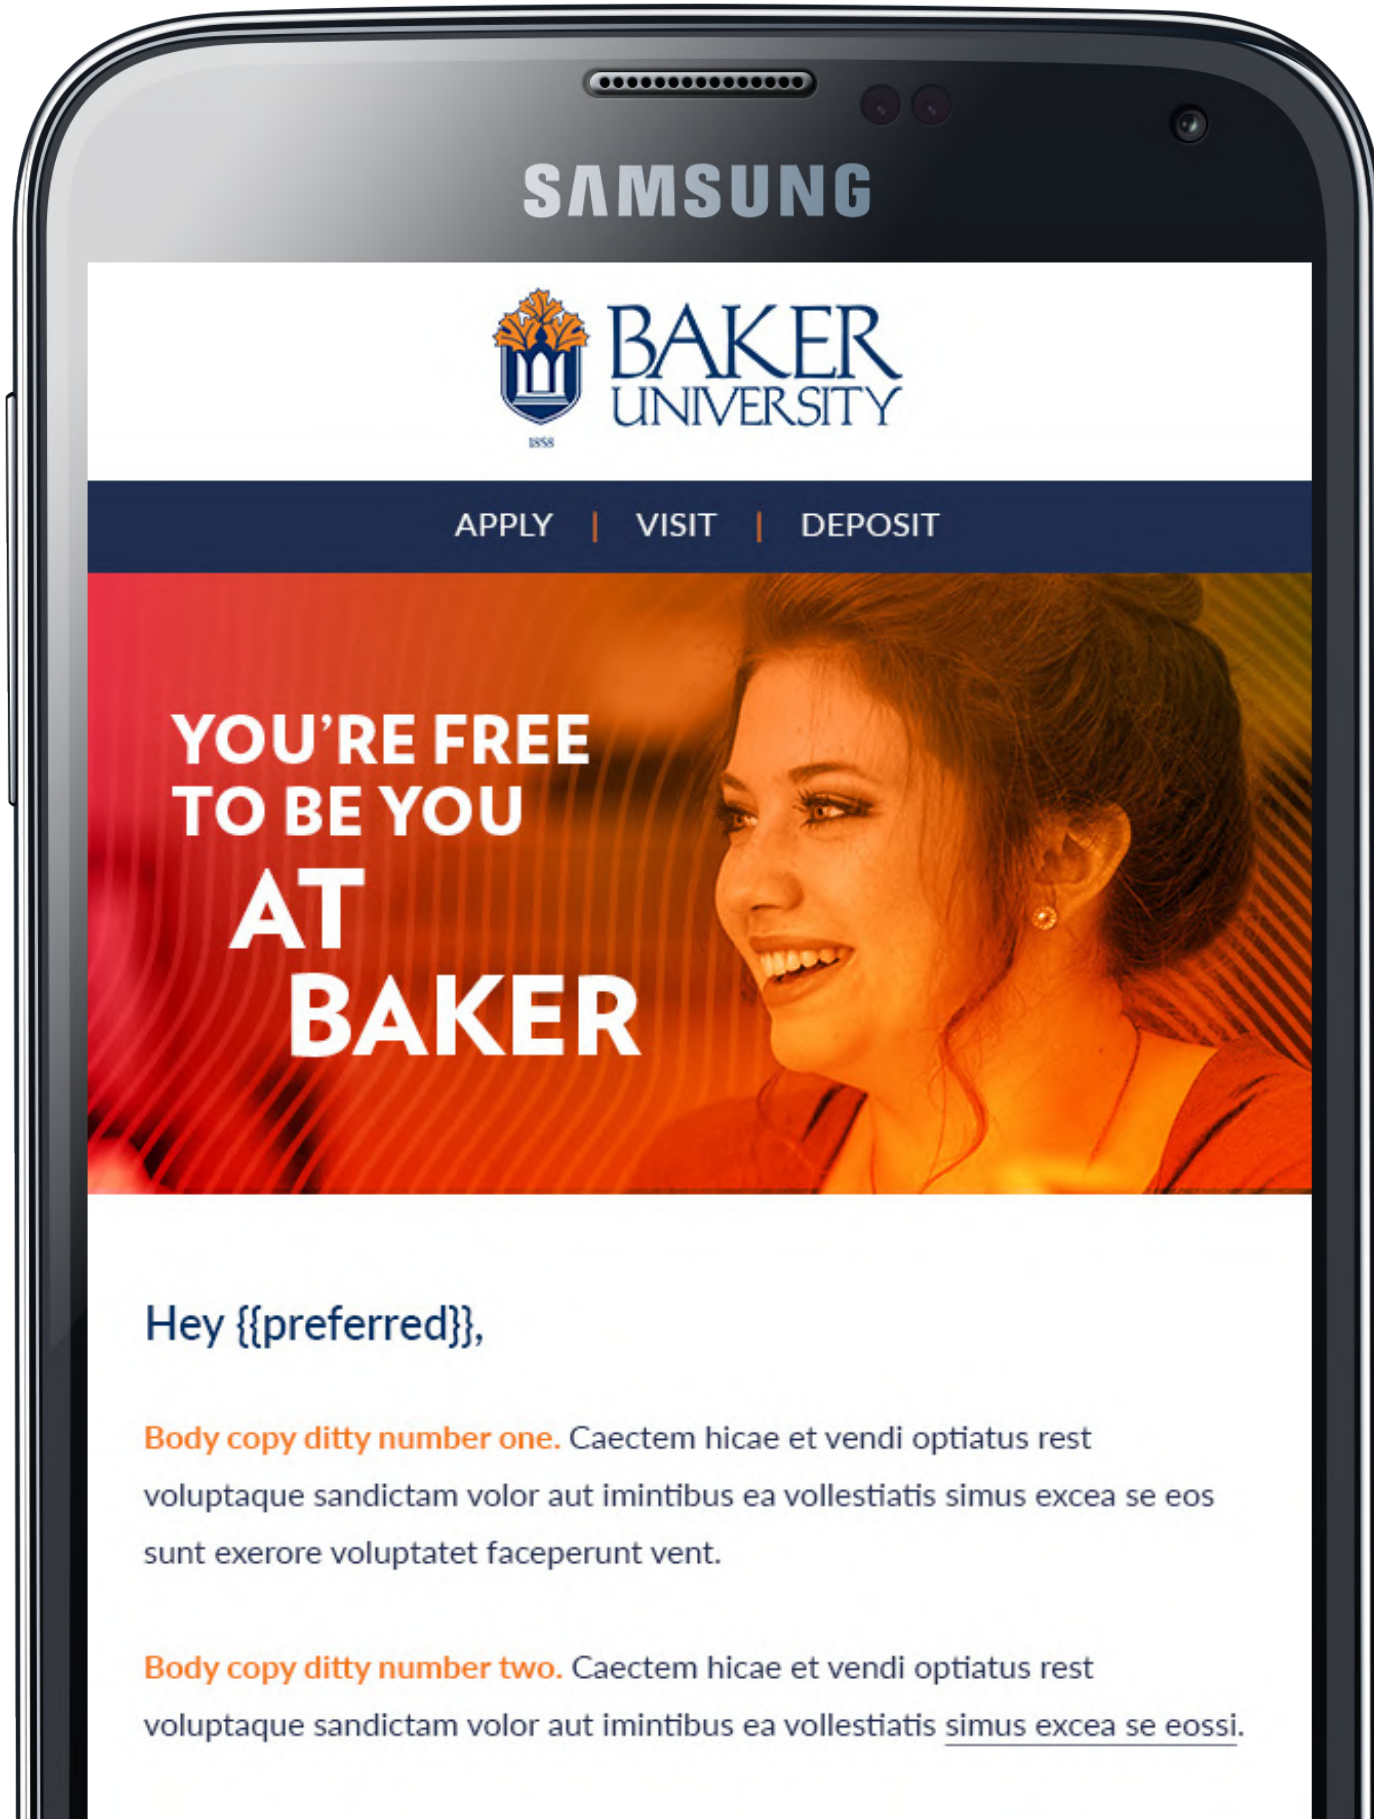 SAMSUNG
BAKER
UNIVERSITY
1858
APPLY | VISIT | DEPOSIT
YOU'RE FREE
TO BE YOU
AT
BAKER
Hey {{preferred}},
Body copy ditty number one. Caectem hicae et vendi optiatus rest
voluptaque sandictam volor aut imintibus ea vollestiatis simus excea se eos
sunt exerore voluptatet faceperunt vent.
Body copy ditty number two. Caectem hicae et vendi optiatus rest
voluptaque sandictam volor aut imintibus ea vollestiatis simus excea se eossi.